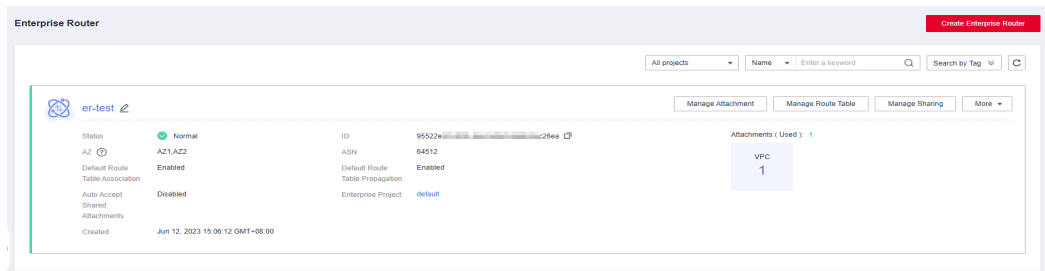 Enterprise Router
Create Enterprise Router
All projects
Name
Enter a keyword.
Search by Tag
er-test
Manage Attachment
Manage Route Table
Manage Sharing
More
Status
Normal
ID
95522e c26ea
Attachments ( Used ): 1
AZ
AZ1,AZ2
ASN
64512
VPC
1
Default Route
Table Association
Enabled
Default Route
Table Propagation
Enabled
Auto Accept
Shared
Attachments
Disabled
Enterprise Project
default
Created
Jun 12, 2023 15:06:12 GMT+08:00